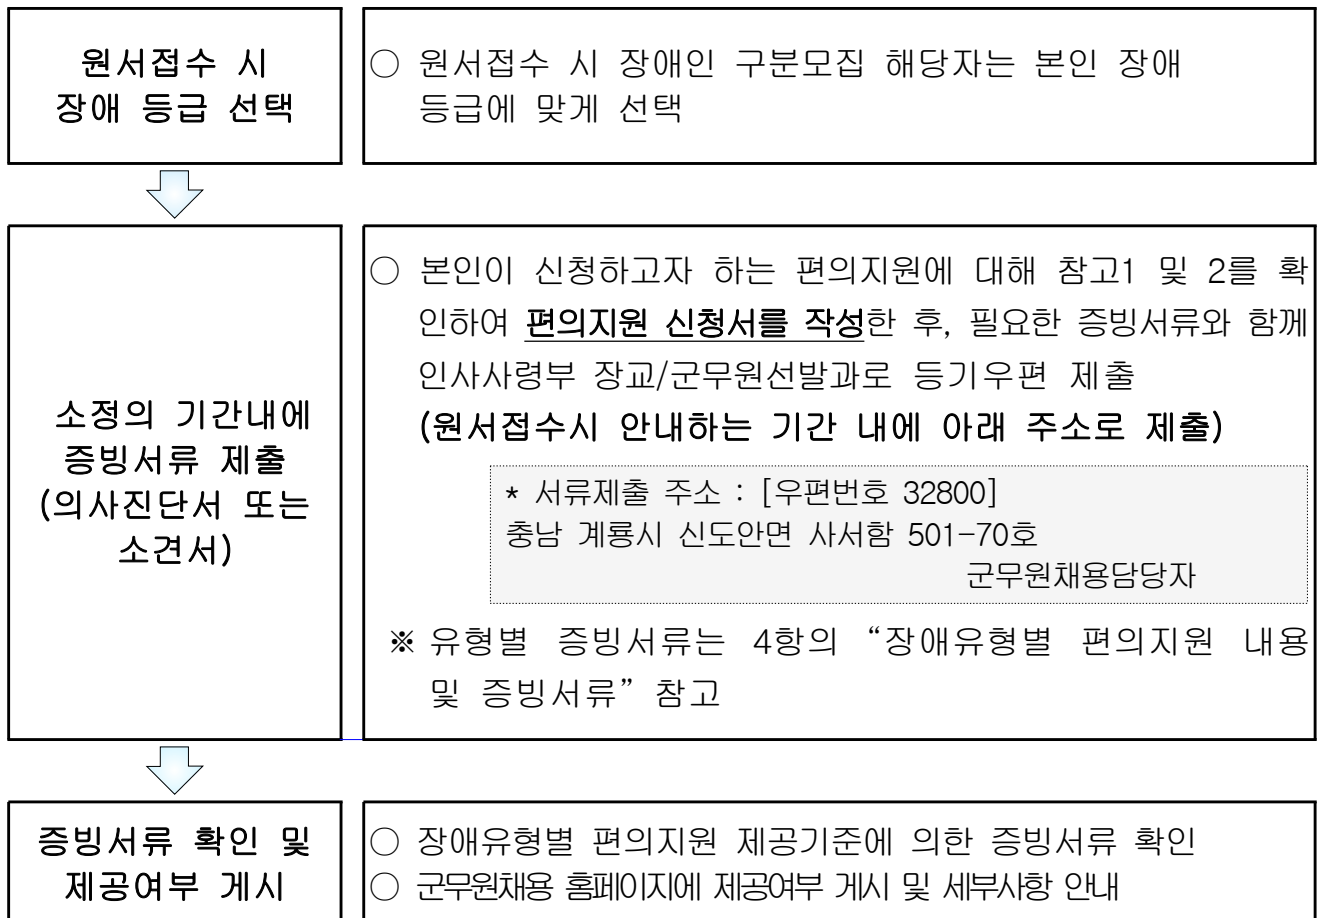 원서접수 시
장애 등급 선택
○ 원서접수 시 장애인 구분모집 해당자는 본인 장애
등급에 맞게 선택
소정의 기간내에
증빙서류 제출
(의사진단서 또는
소견서)
○ 본인이 신청하고자 하는 편의지원에 대해 참고1 및 2를 확
인하여 편의지원 신청서를 작성한 후, 필요한 증빙서류와 함께
인사사령부 장교/군무원선발과로 등기우편 제출
(원서접수시 안내하는 기간 내에 아래 주소로 제출)
* 서류제출 주소 : [우편번호 32800]
충남 계룡시 신도안면 사서함 501-70호
군무원채용담당자
※ 유형별 증빙서류는 4항의 “장애유형별 편의지원 내용
및 증빙서류” 참고
증빙서류 확인 및
제공여부 게시
○ 장애유형별 편의지원 제공기준에 의한 증빙서류 확인
○ 군무원채용 홈페이지에 제공여부 게시 및 세부사항 안내